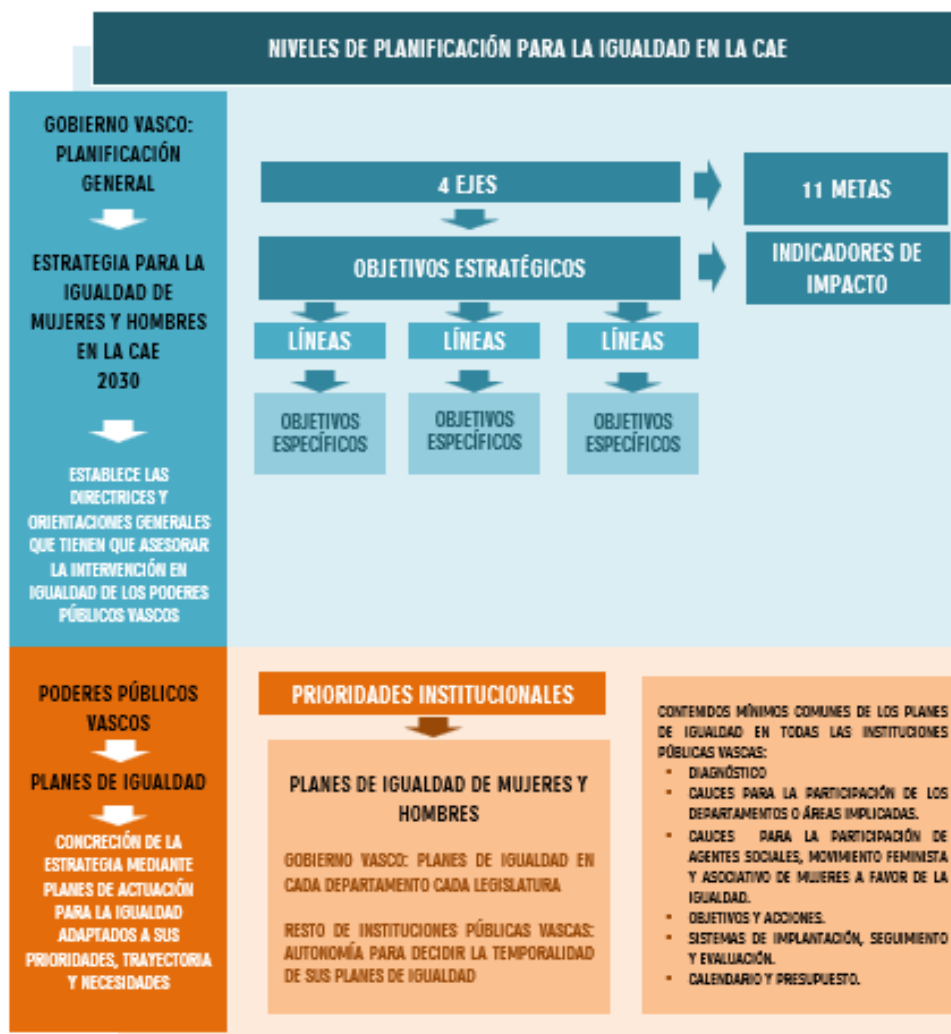 NIVELES DE PLANIFICACIÓN PARA LA IGUALDAD EN LA CAE
GOBIERNO VASCO:
PLANIFICACIÓN
GENERAL
ESTRATEGIA PARA LA
IGUALDAD DE
MUJERES Y HOMBRES
EN LA CAE
2030
ESTABLECE LAS
DIRECTRICES Y
ORIENTACIONES GENERALES
QUE TIENEN QUE ASESORAR
LA INTERVENCIÓN EN
IGUALDAD DE LOS PODERES
PÚBLICOS VASCOS
4 EJES
11 METAS
OBJETIVOS ESTRATÉGICOS
INDICADORES DE
IMPACTO
LÍNEAS
LÍNEAS
LÍNEAS
OBJETIVOS
ESPECÍFICOS
OBJETIVOS
ESPECÍFICOS
OBJETIVOS
ESPECÍFICOS
PODERES PÚBLICOS
VASCOS
PLANES DE IGUALDAD
CONCRECIÓN DE LA
ESTRATEGIA MEDIANTE
PLANES DE ACTUACIÓN
PARA LA IGUALDAD
ADAPTADOS A SUS
PRIORIDADES, TRAYECTORIA
Y NECESIDADES
PRIORIDADES INSTITUCIONALES
PLANES DE IGUALDAD DE MUJERES Y
HOMBRES
GOBIERNO VASCO: PLANES DE IGUALDAD EN
CADA DEPARTAMENTO CADA LEGISLATURA
RESTO DE INSTITUCIONES PÚBLICAS VASCAS:
AUTONOMÍA PARA DECIDIR LA TEMPORALIDAD
DE SUS PLANES DE IGUALDAD
CONTENIDOS MÍNIMOS COMUNES DE LOS PLANES
DE IGUALDAD EN TODAS LAS INSTITUCIONES
PÚBLICAS VASCAS:
▪ DIAGNÓSTICO
▪ CAUCES PARA LA PARTICIPACIÓN DE LOS
DEPARTAMENTOS O ÁREAS IMPLICADAS.
▪ CAUCES PARA LA PARTICIPACIÓN DE
AGENTES SOCIALES, MOVIMIENTO FEMINISTA
Y ASOCIATIVO DE MUJERES A FAVOR DE LA
IGUALDAD.
▪ OBJETIVOS Y ACCIONES.
▪ SISTEMAS DE IMPLANTACIÓN, SEGUIMIENTO
Y EVALUACIÓN.
▪ CALENDARIO Y PRESUPUESTO.